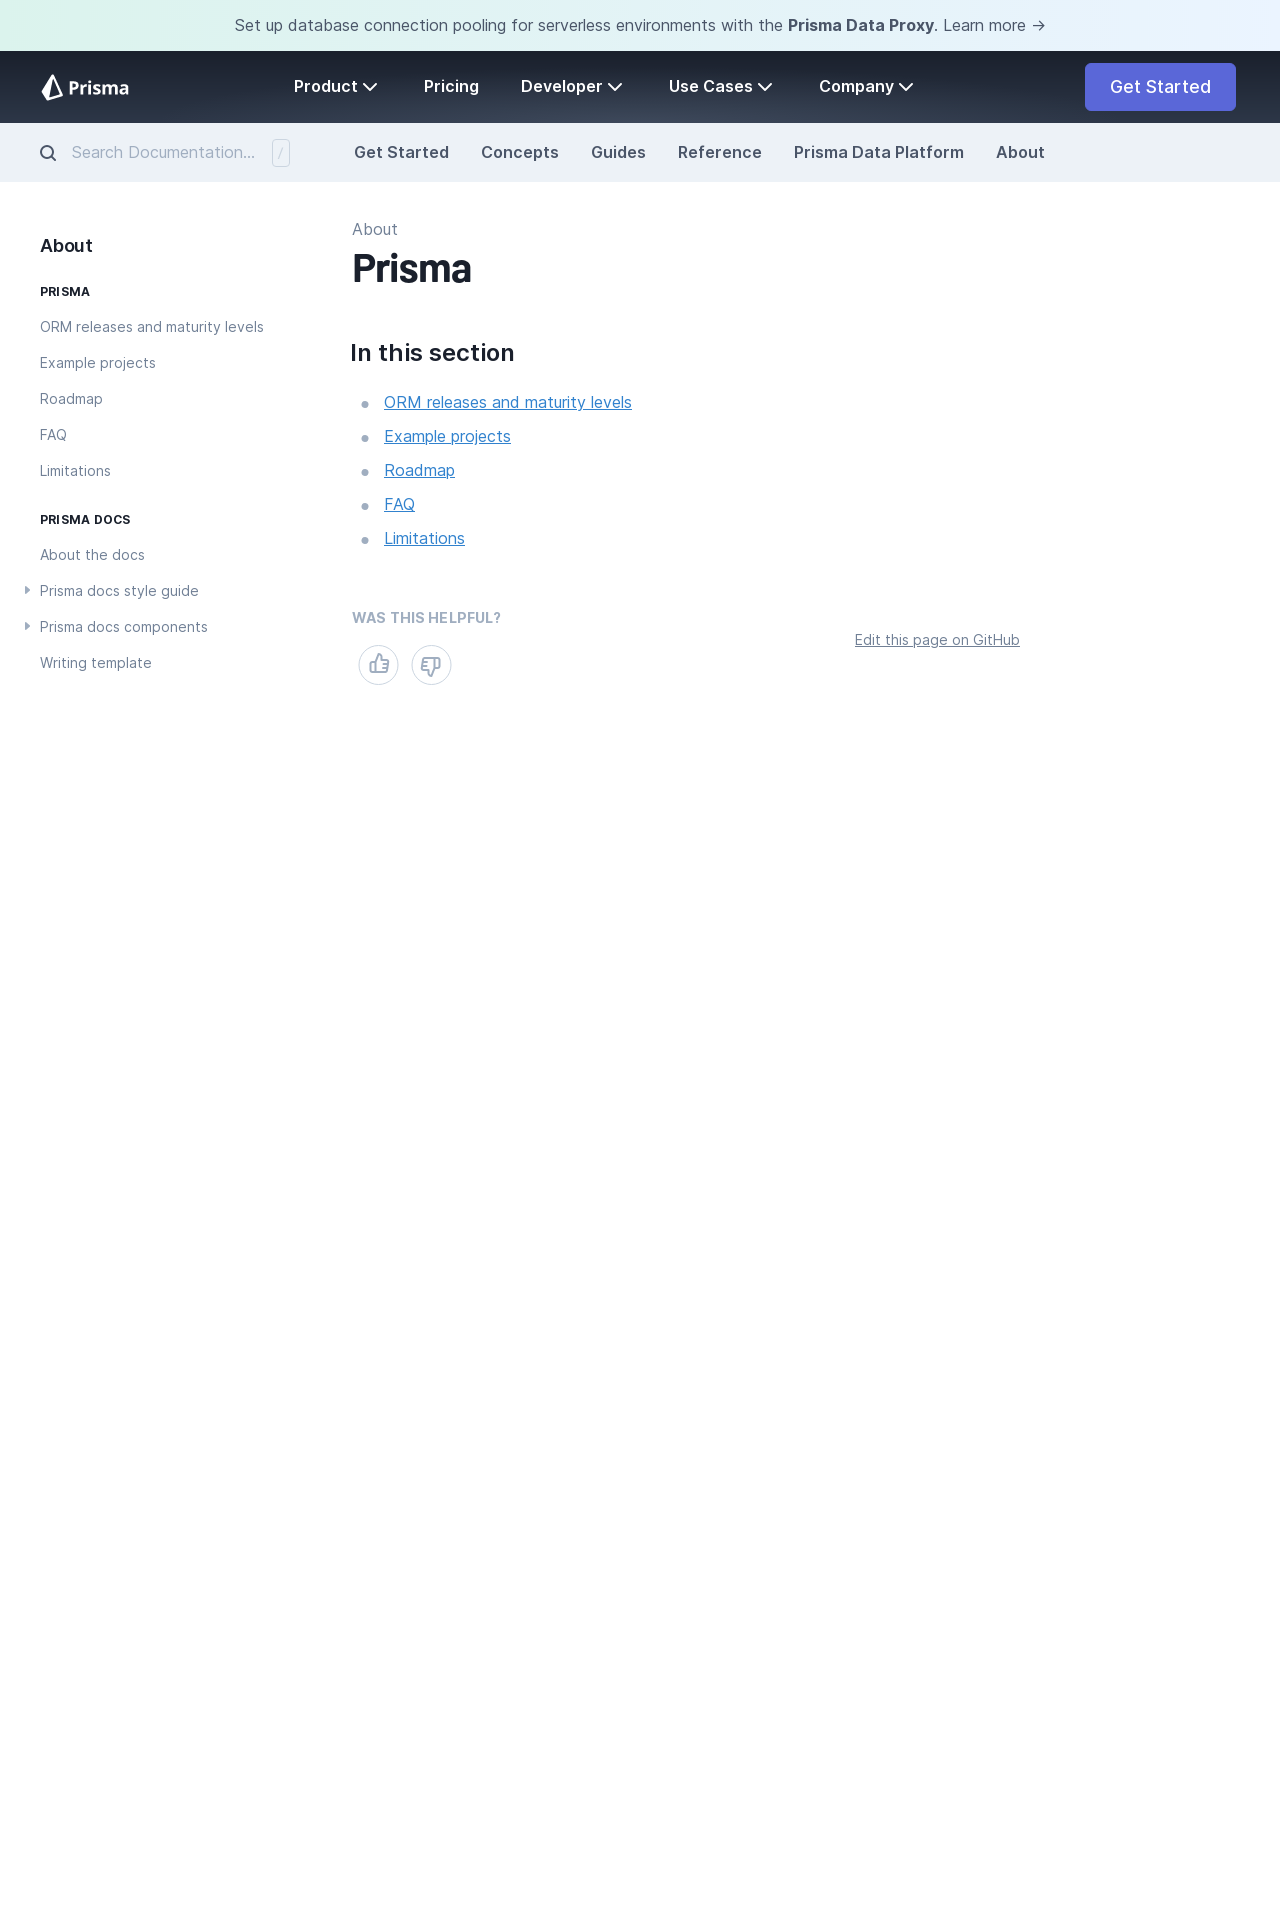 Set up database connection pooling for serverless environments with the Prisma Data Proxy. Learn more →
Prisma
Product
Pricing
Developer
Use Cases
Company
Get Started
Search Documentation...
/
Get Started
Concepts
Guides
Reference
Prisma Data Platform
About
About
PRISMA
ORM releases and maturity levels
Example projects
Roadmap
FAQ
Limitations
PRISMA DOCS
About the docs
Prisma docs style guide
Prisma docs components
Writing template
About
Prisma
In this section
ORM releases and maturity levels
Example projects
Roadmap
FAQ
Limitations
WAS THIS HELPFUL?
Edit this page on GitHub